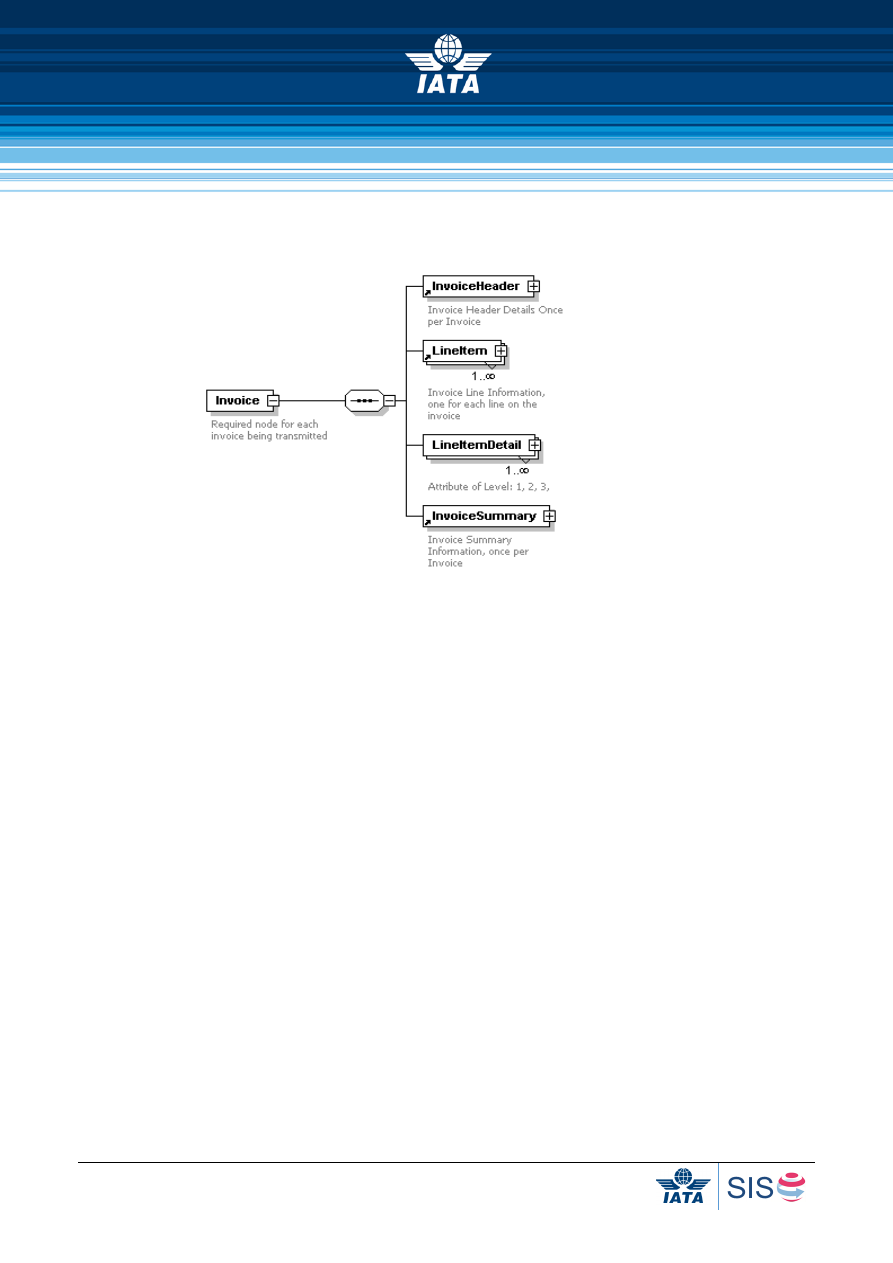 IATA
InvoiceHeader
Invoice Header Details Once
per Invoice
LineItem
1..∞
Invoice Line Information,
one for each line on the
invoice
Invoice
Required node for each
invoice being transmitted
LineItemDetail
1..∞
Attribute of Level: 1, 2, 3,
InvoiceSummary
Invoice Summary
Information, once per
Invoice
IATA
SIS